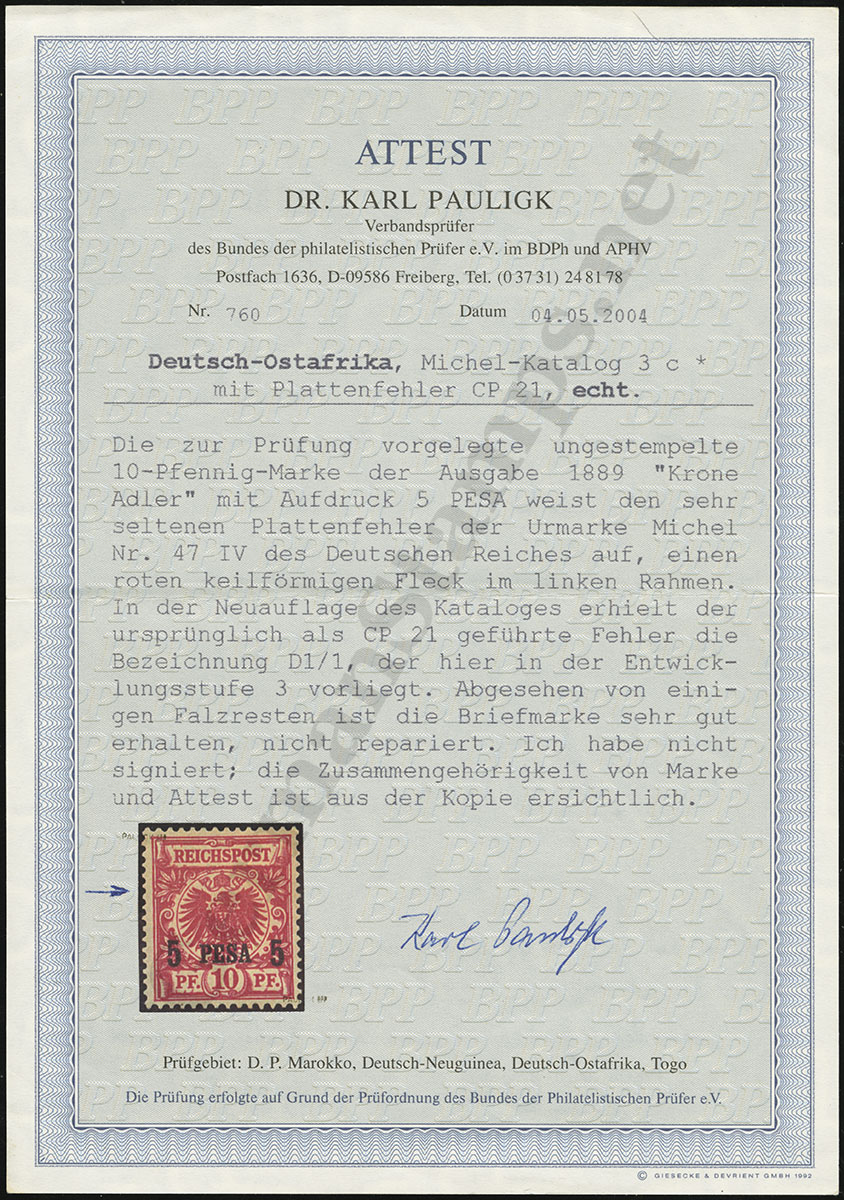 ATTEST
DR. KARL PAULIGK
Verbandsprüfer
des Bundes der philatelistischen Prüfer e.V. im BDPh und APHV
Postfach 1636, D-09586 Freiberg, Tel. (0 37 31) 24 81 78
Nr. 760 Datum 04.05.2004
Deutsch-Ostafrika, Michel-Katalog 3 c *
mit Plattenfehler CP 21, echt.
Die zur Prüfung vorgelegte ungestempelte
10-Pfennig-Marke der Ausgabe 1889 "Krone
Adler" mit Aufdruck 5 PESA weist den sehr
seltenen Plattenfehler der Urmarke Michel
Nr. 47 IV des Deutschen Reiches auf, einen
roten keilförmigen Fleck im linken Rahmen.
In der Neuauflage des Kataloges erhielt der
ursprünglich als CP 21 geführte Fehler die
Bezeichnung D1/1, der hier in der Entwick-
lungsstufe 3 vorliegt. Abgesehen von eini-
gen Falzresten ist die Briefmarke sehr gut
erhalten, nicht repariert. Ich habe nicht
signiert; die Zusammengehörigkeit von Marke
und Attest ist aus der Kopie ersichtlich.
REICHSPOST
5 PESA 5
PF. 10 PF.
Karl Pauligk
Prüfgebiet: D. P. Marokko, Deutsch-Neuguinea, Deutsch-Ostafrika, Togo
Die Prüfung erfolgte auf Grund der Prüfordnung des Bundes der Philatelistischen Prüfer e.V.
© GIESECKE & DEVRIENT GMBH 1992